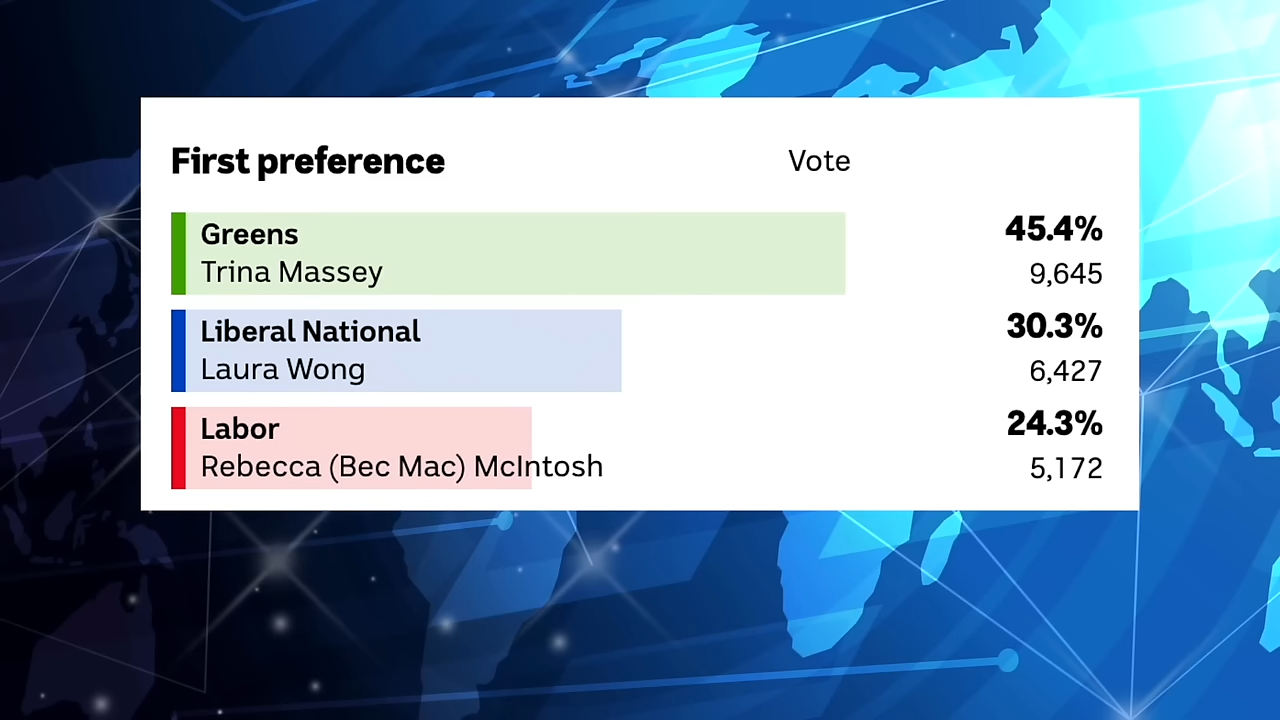 First preference Vote
Greens 45.4%
Trina Massey 9,645
Liberal National 30.3%
Laura Wong 6,427
Labor 24.3%
Rebecca (Bec Mac) McIntosh 5,172